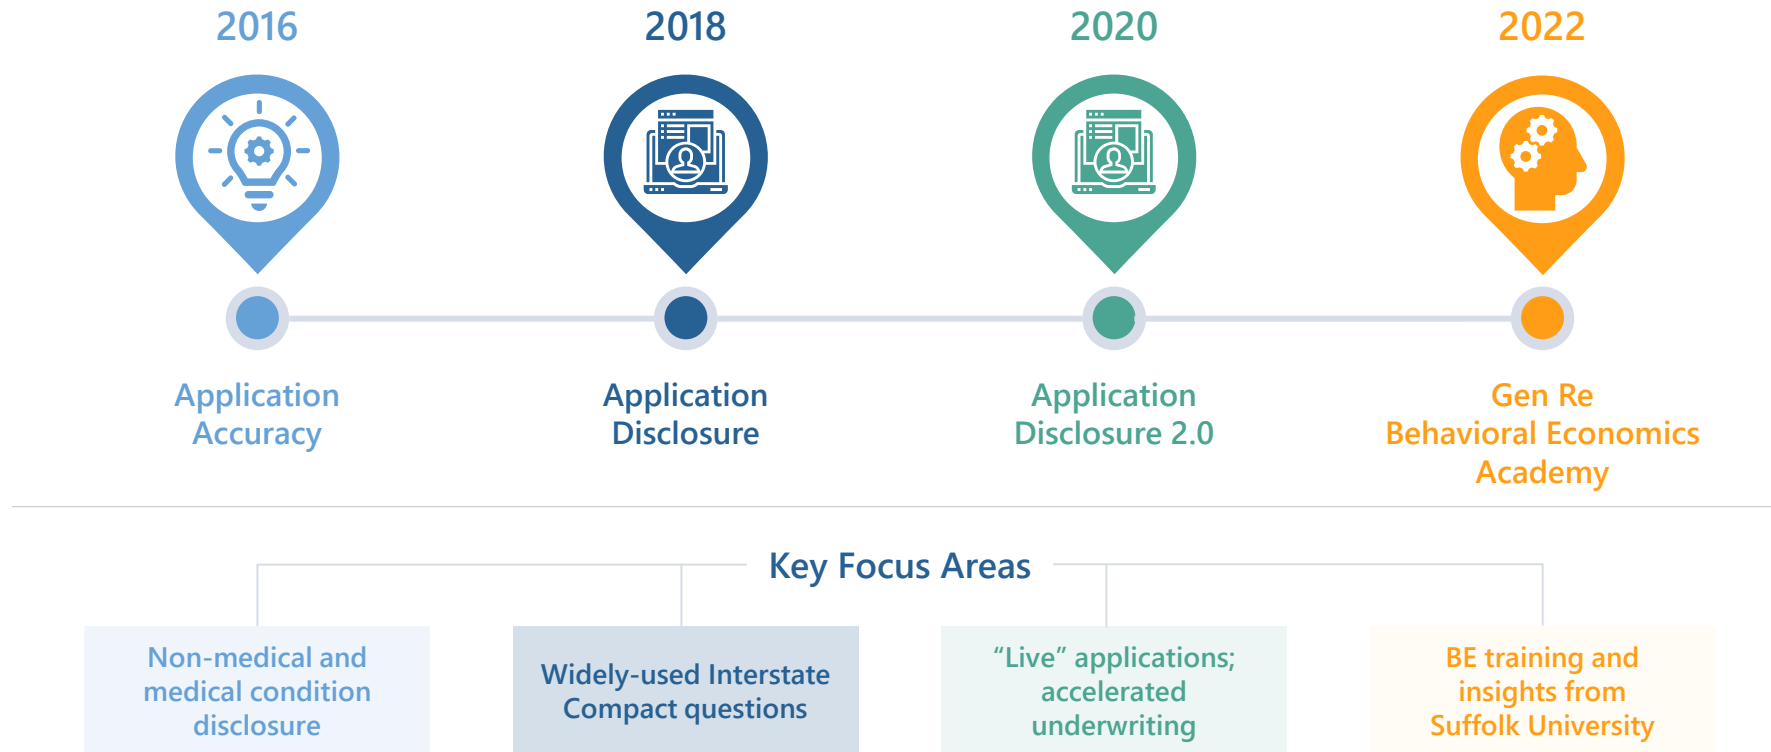 2016
2018
2020
2022
Application
Accuracy
Application
Disclosure
Application
Disclosure 2.0
Gen Re
Behavioral Economics
Academy
Key Focus Areas
Non-medical and
medical condition
disclosure
Widely-used Interstate
Compact questions
“Live” applications;
accelerated
underwriting
BE training and
insights from
Suffolk University